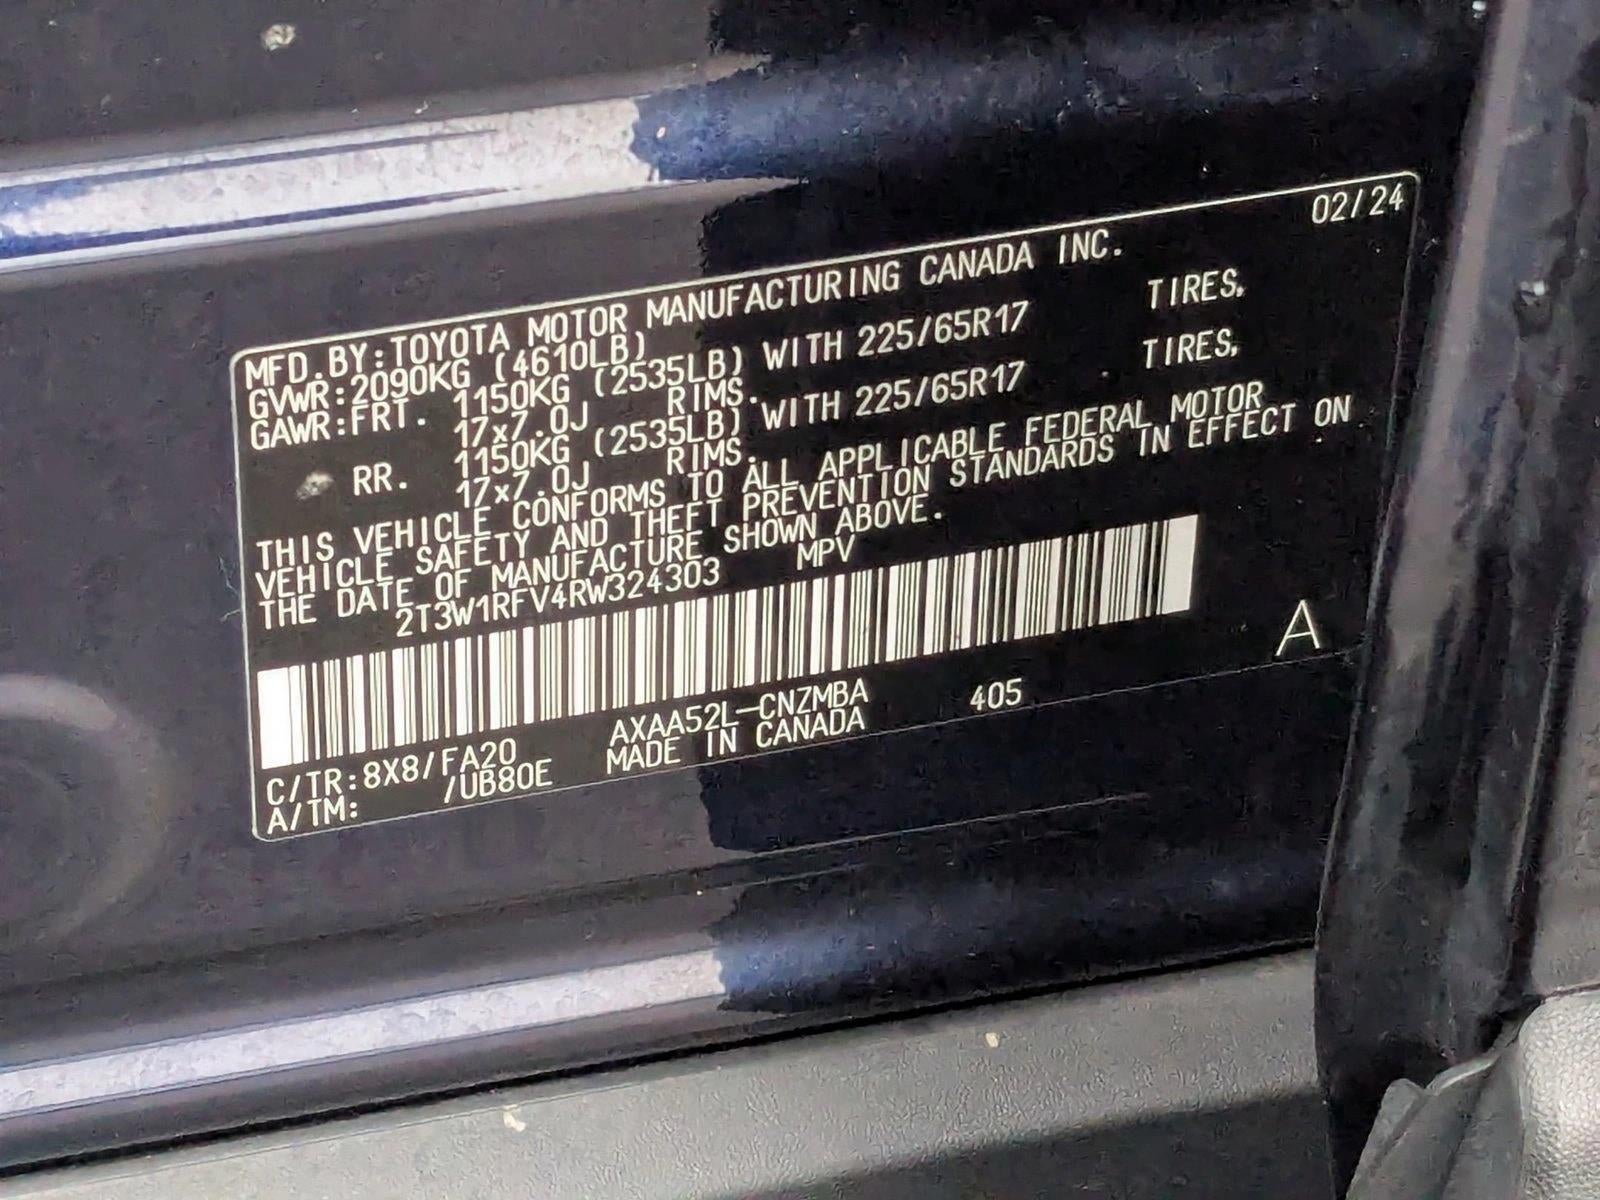 02/24
MFD.BY:TOYOTA MOTOR MANUFACTURING CANADA INC.
GVWR:2090KG (4610LB)
GAWR:FRT. 1150KG (2535LB) WITH 225/65R17 TIRES,
17x7.0J RIMS.
RR. 1150KG (2535LB) WITH 225/65R17 TIRES,
17x7.0J RIMS.
THIS VEHICLE CONFORMS TO ALL APPLICABLE FEDERAL MOTOR
VEHICLE SAFETY AND THEFT PREVENTION STANDARDS IN EFFECT ON
THE DATE OF MANUFACTURE SHOWN ABOVE.
2T3W1RFV4RW324303 MPV
A
C/TR:8X8/FA20 AXAA52L-CNZMBA 405
A/TM: /UB80E MADE IN CANADA